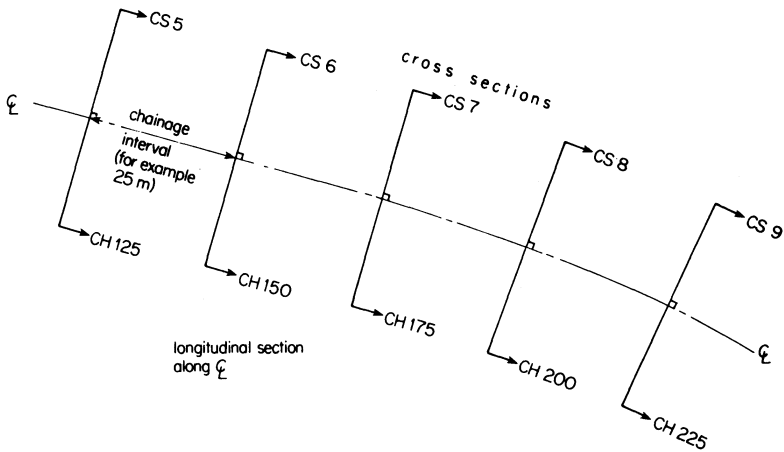 CS 5
CS 6
cross sections
CS 7
CS 8
CS 9
℄
chainage
interval
(for example
25 m)
CH 125
CH 150
CH 175
CH 200
CH 225
℄
longitudinal section
along ℄